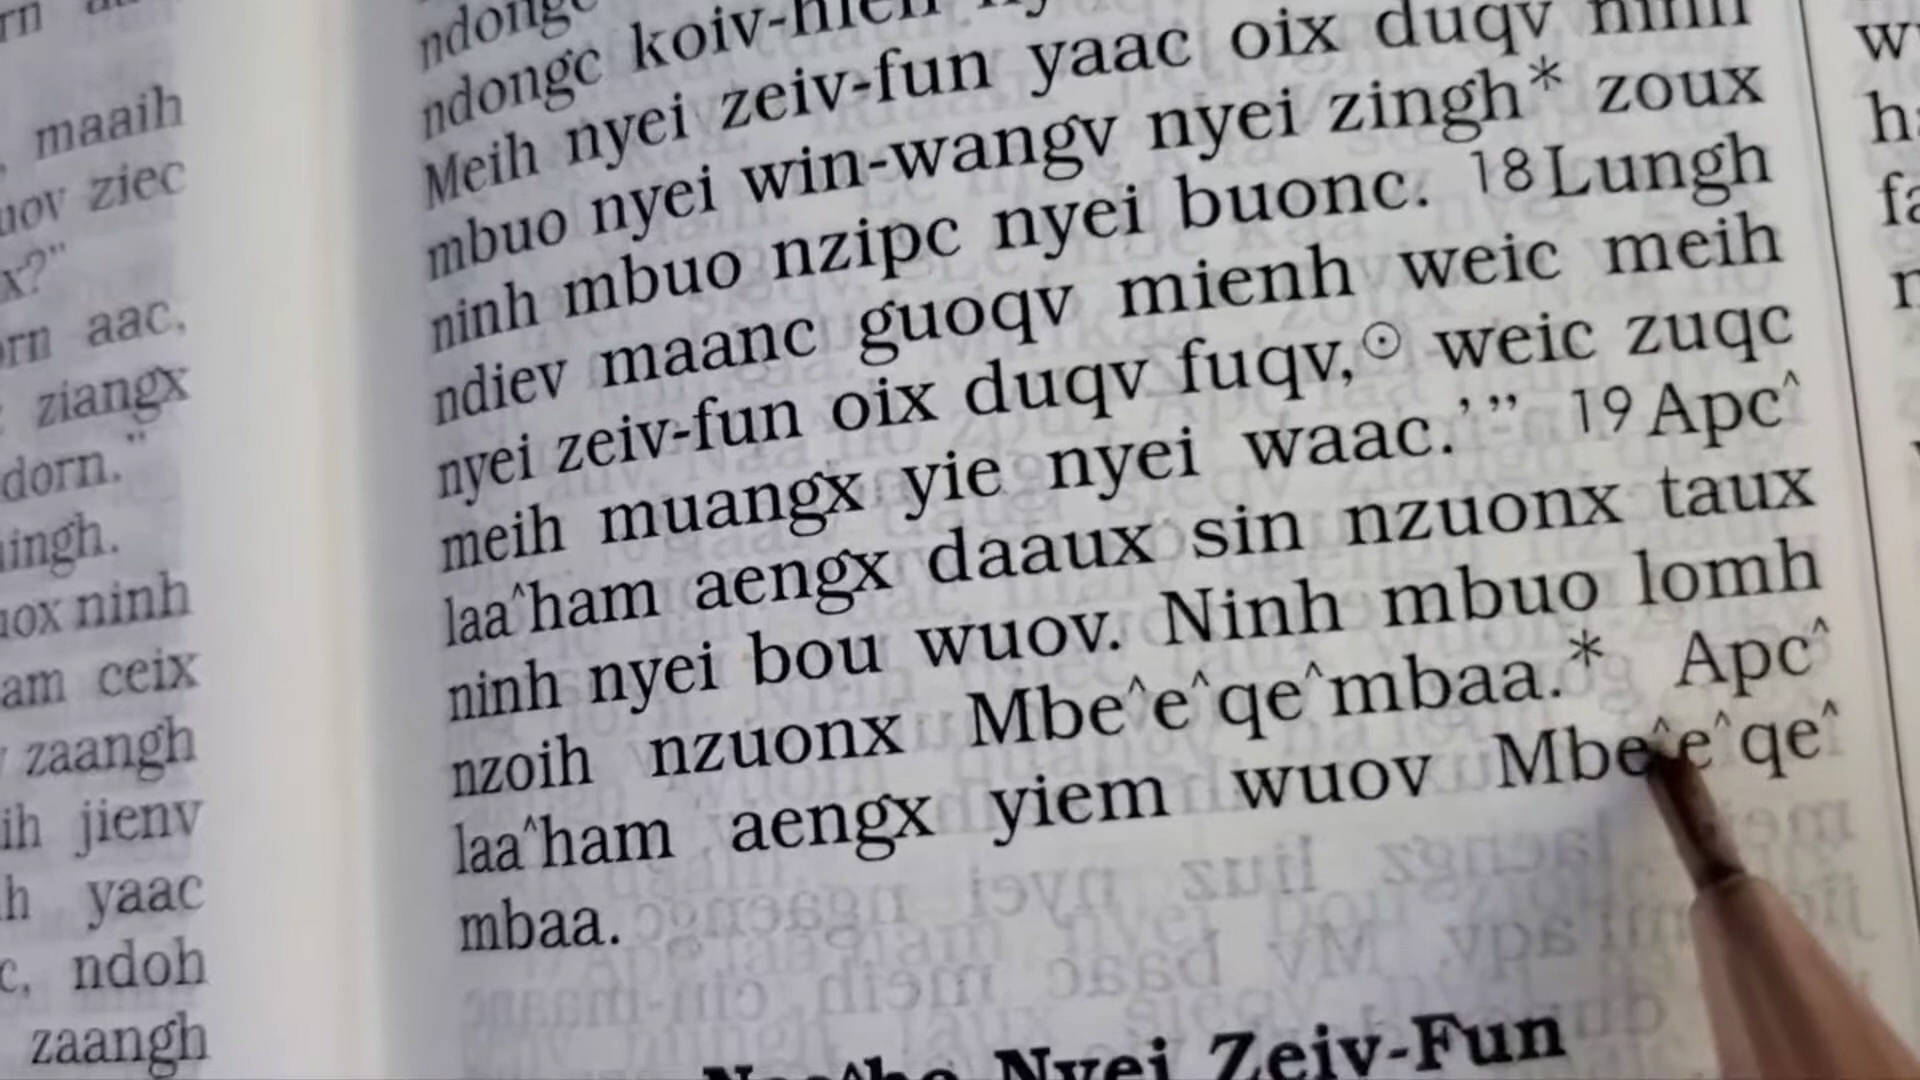 maaih
ziec
x?"
aac,
ziangx
dorn."
ninh
ceix
zaangh
jienv
yaac
ndoh
zaangh
ndongc koiv-
Meih nyei zeiv-fun yaac oix duqv ninh
mbuo nyei win-wangv nyei zingh* zoux
ninh mbuo nzipc nyei buonc. 18 Lungh
ndiev maanc guoqv mienh weic meih
nyei zeiv-fun oix duqv fuqv,⊙ weic zuqc
meih muangx yie nyei waac.’” 19 Apc^
laa^ham aengx daaux sin nzuonx taux
ninh nyei bou wuov. Ninh mbuo lomh
nzoih nzuonx Mbe^e^qe^mbaa.* Apc^
laa^ham aengx yiem wuov Mbe^e^qe^
mbaa.
Nyei Zeiv-Fun